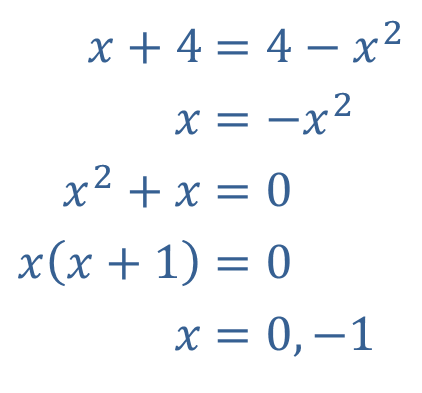 x + 4 = 4 − x²
x = −x²
x² + x = 0
x(x + 1) = 0
x = 0, −1